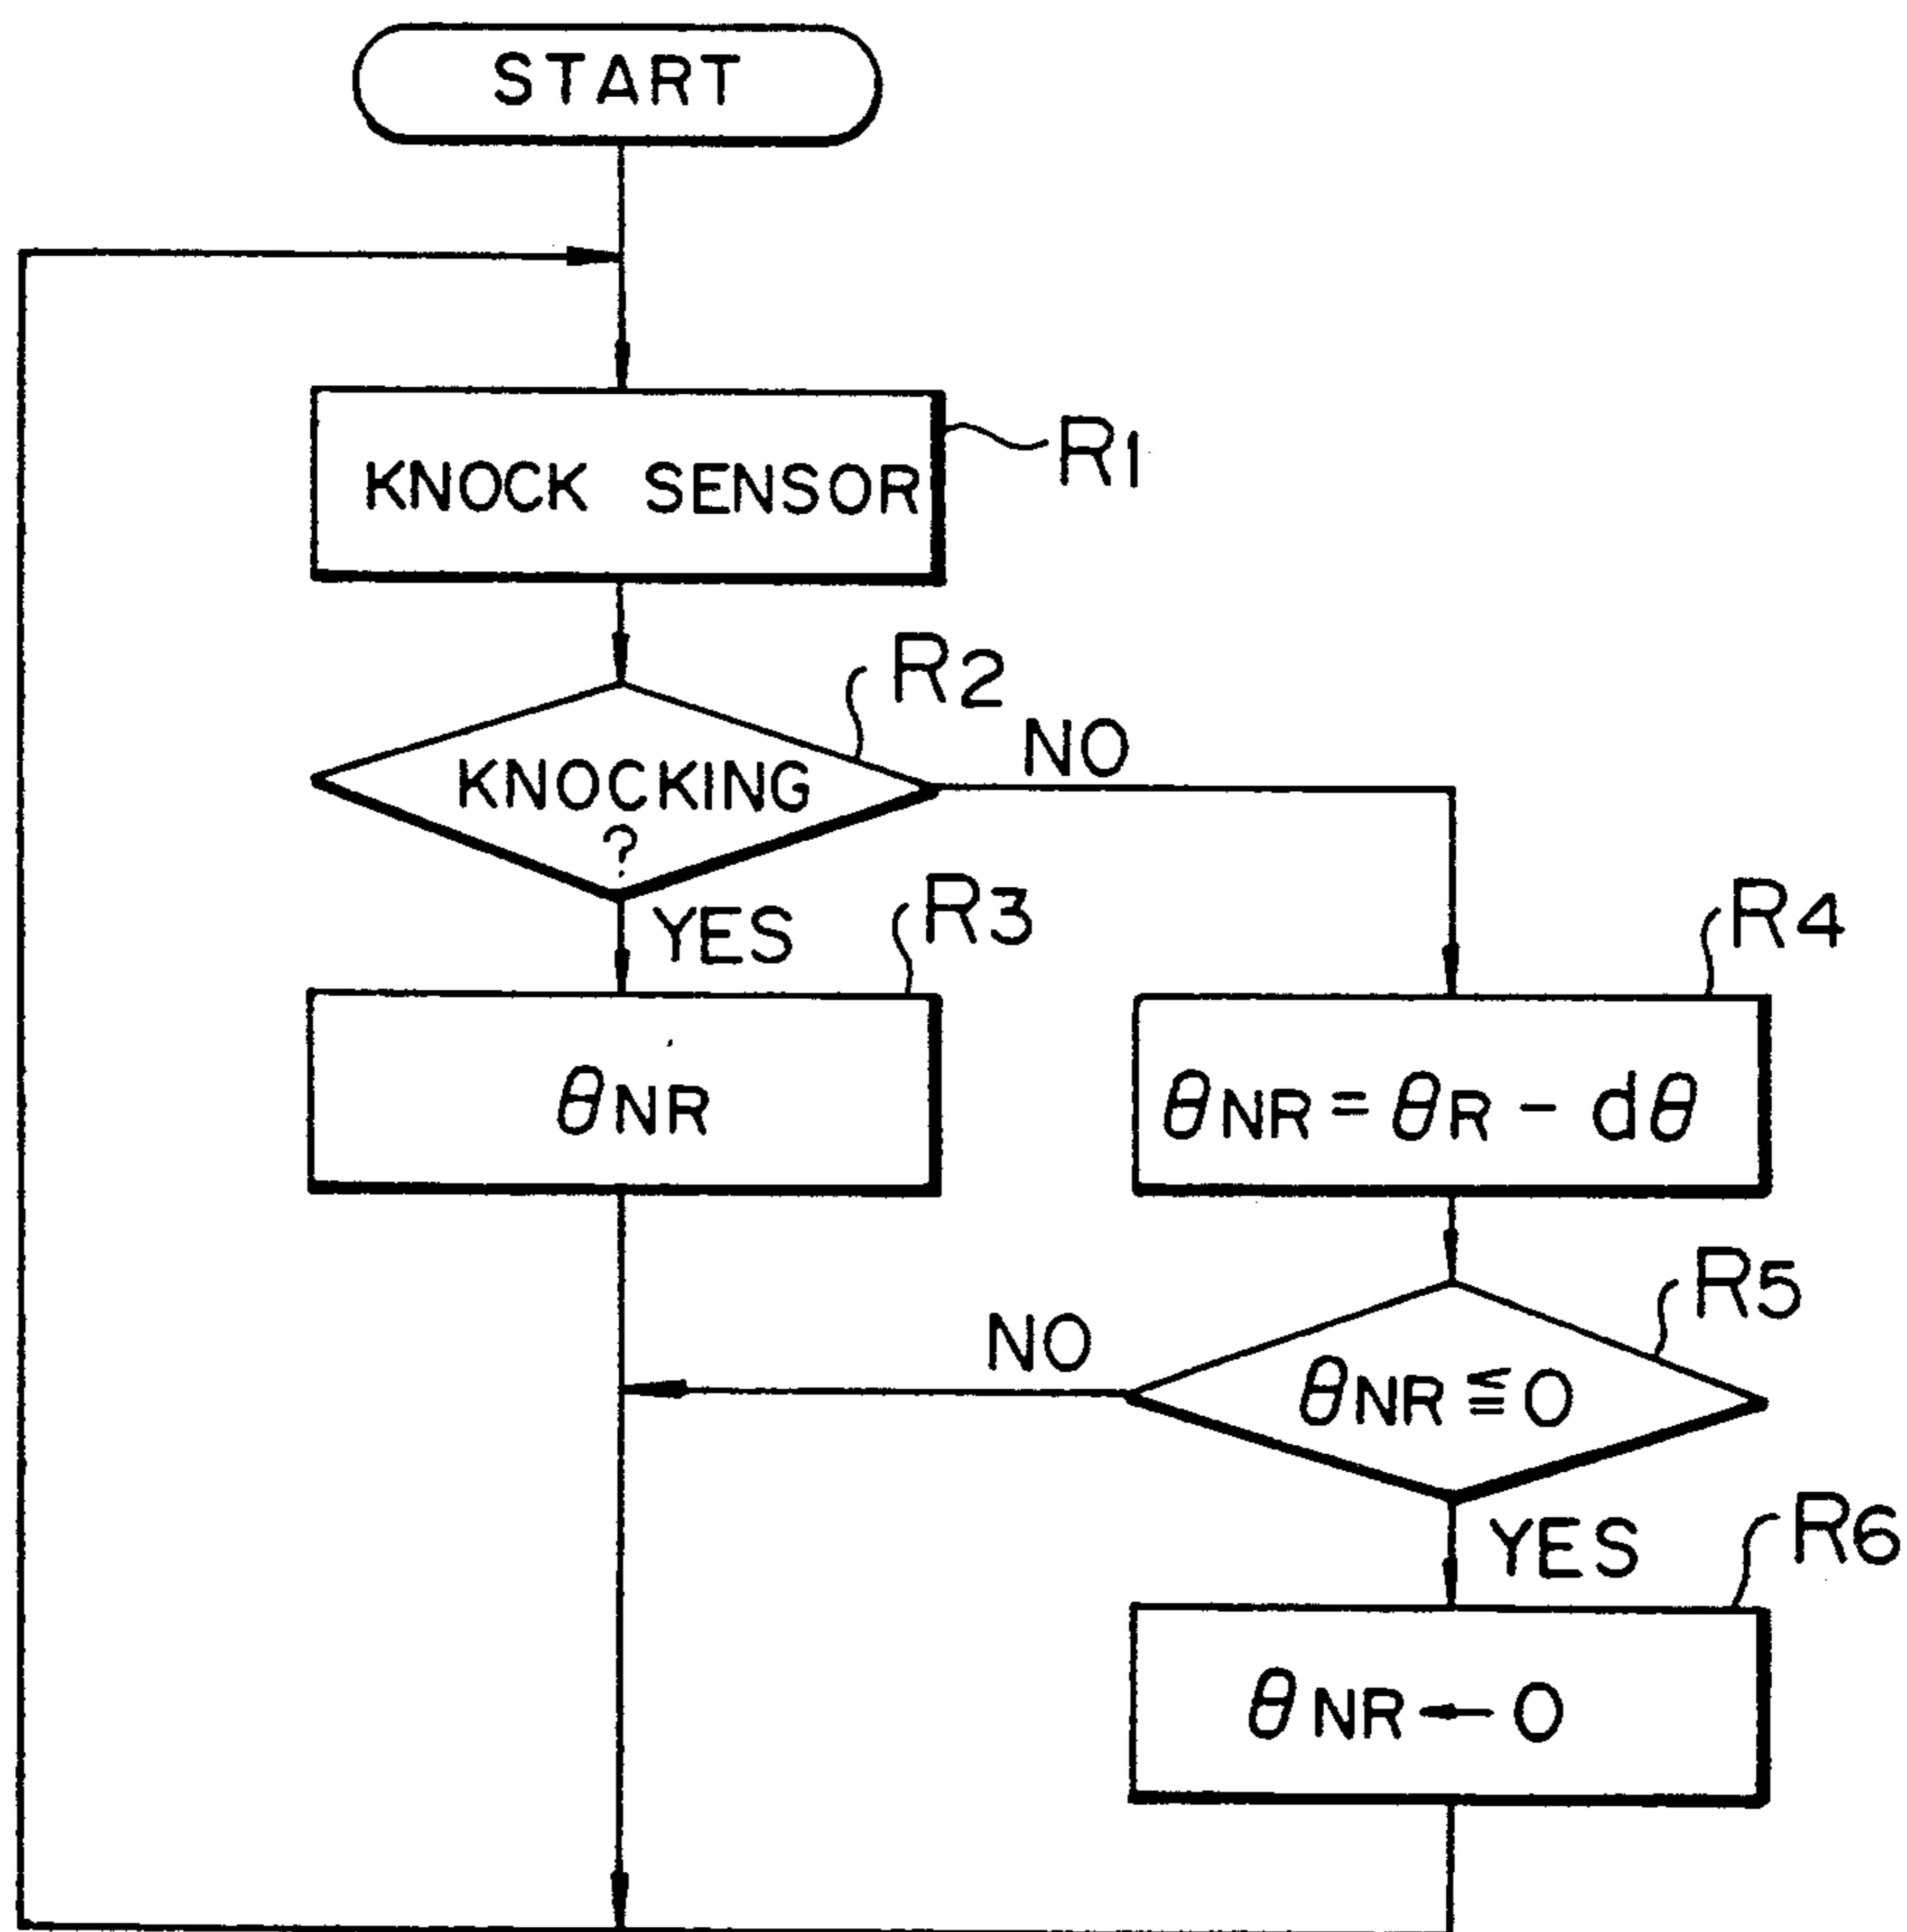 START
KNOCK SENSOR
R1
R2
KNOCKING
?
NO
YES
R3
θNR
R4
θNR = θR - dθ
R5
θNR ≦ 0
NO
YES
R6
θNR ← 0